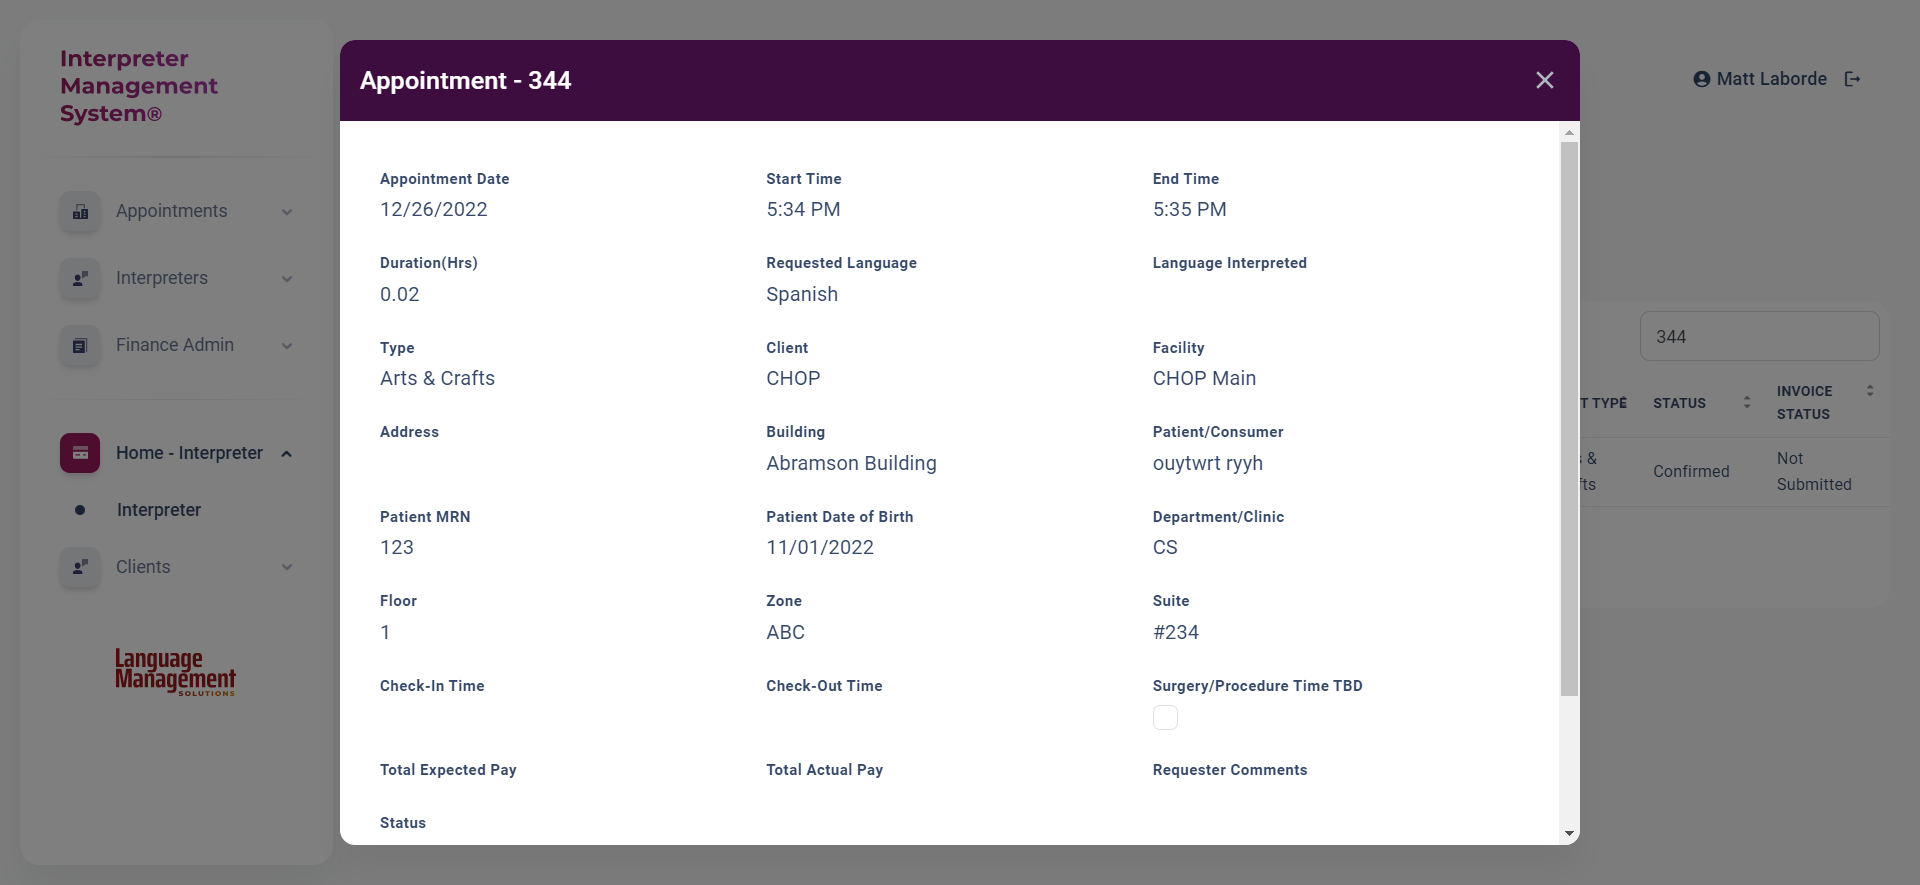 Interpreter
Management
System®
Appointments
Interpreters
Finance Admin
Home - Interpreter
Interpreter
Clients
Language
Management
SOLUTIONS
Appointment - 344
Appointment Date
12/26/2022
Start Time
5:34 PM
End Time
5:35 PM
Duration(Hrs)
0.02
Requested Language
Spanish
Language Interpreted
Type
Arts & Crafts
Client
CHOP
Facility
CHOP Main
Address
Building
Abramson Building
Patient/Consumer
ouytwrt ryyh
Patient MRN
123
Patient Date of Birth
11/01/2022
Department/Clinic
CS
Floor
1
Zone
ABC
Suite
#234
Check-In Time
Check-Out Time
Surgery/Procedure Time TBD
Total Expected Pay
Total Actual Pay
Requester Comments
Status
Matt Laborde
344
T TYPE
STATUS
INVOICE
STATUS
&
fts
Confirmed
Not
Submitted